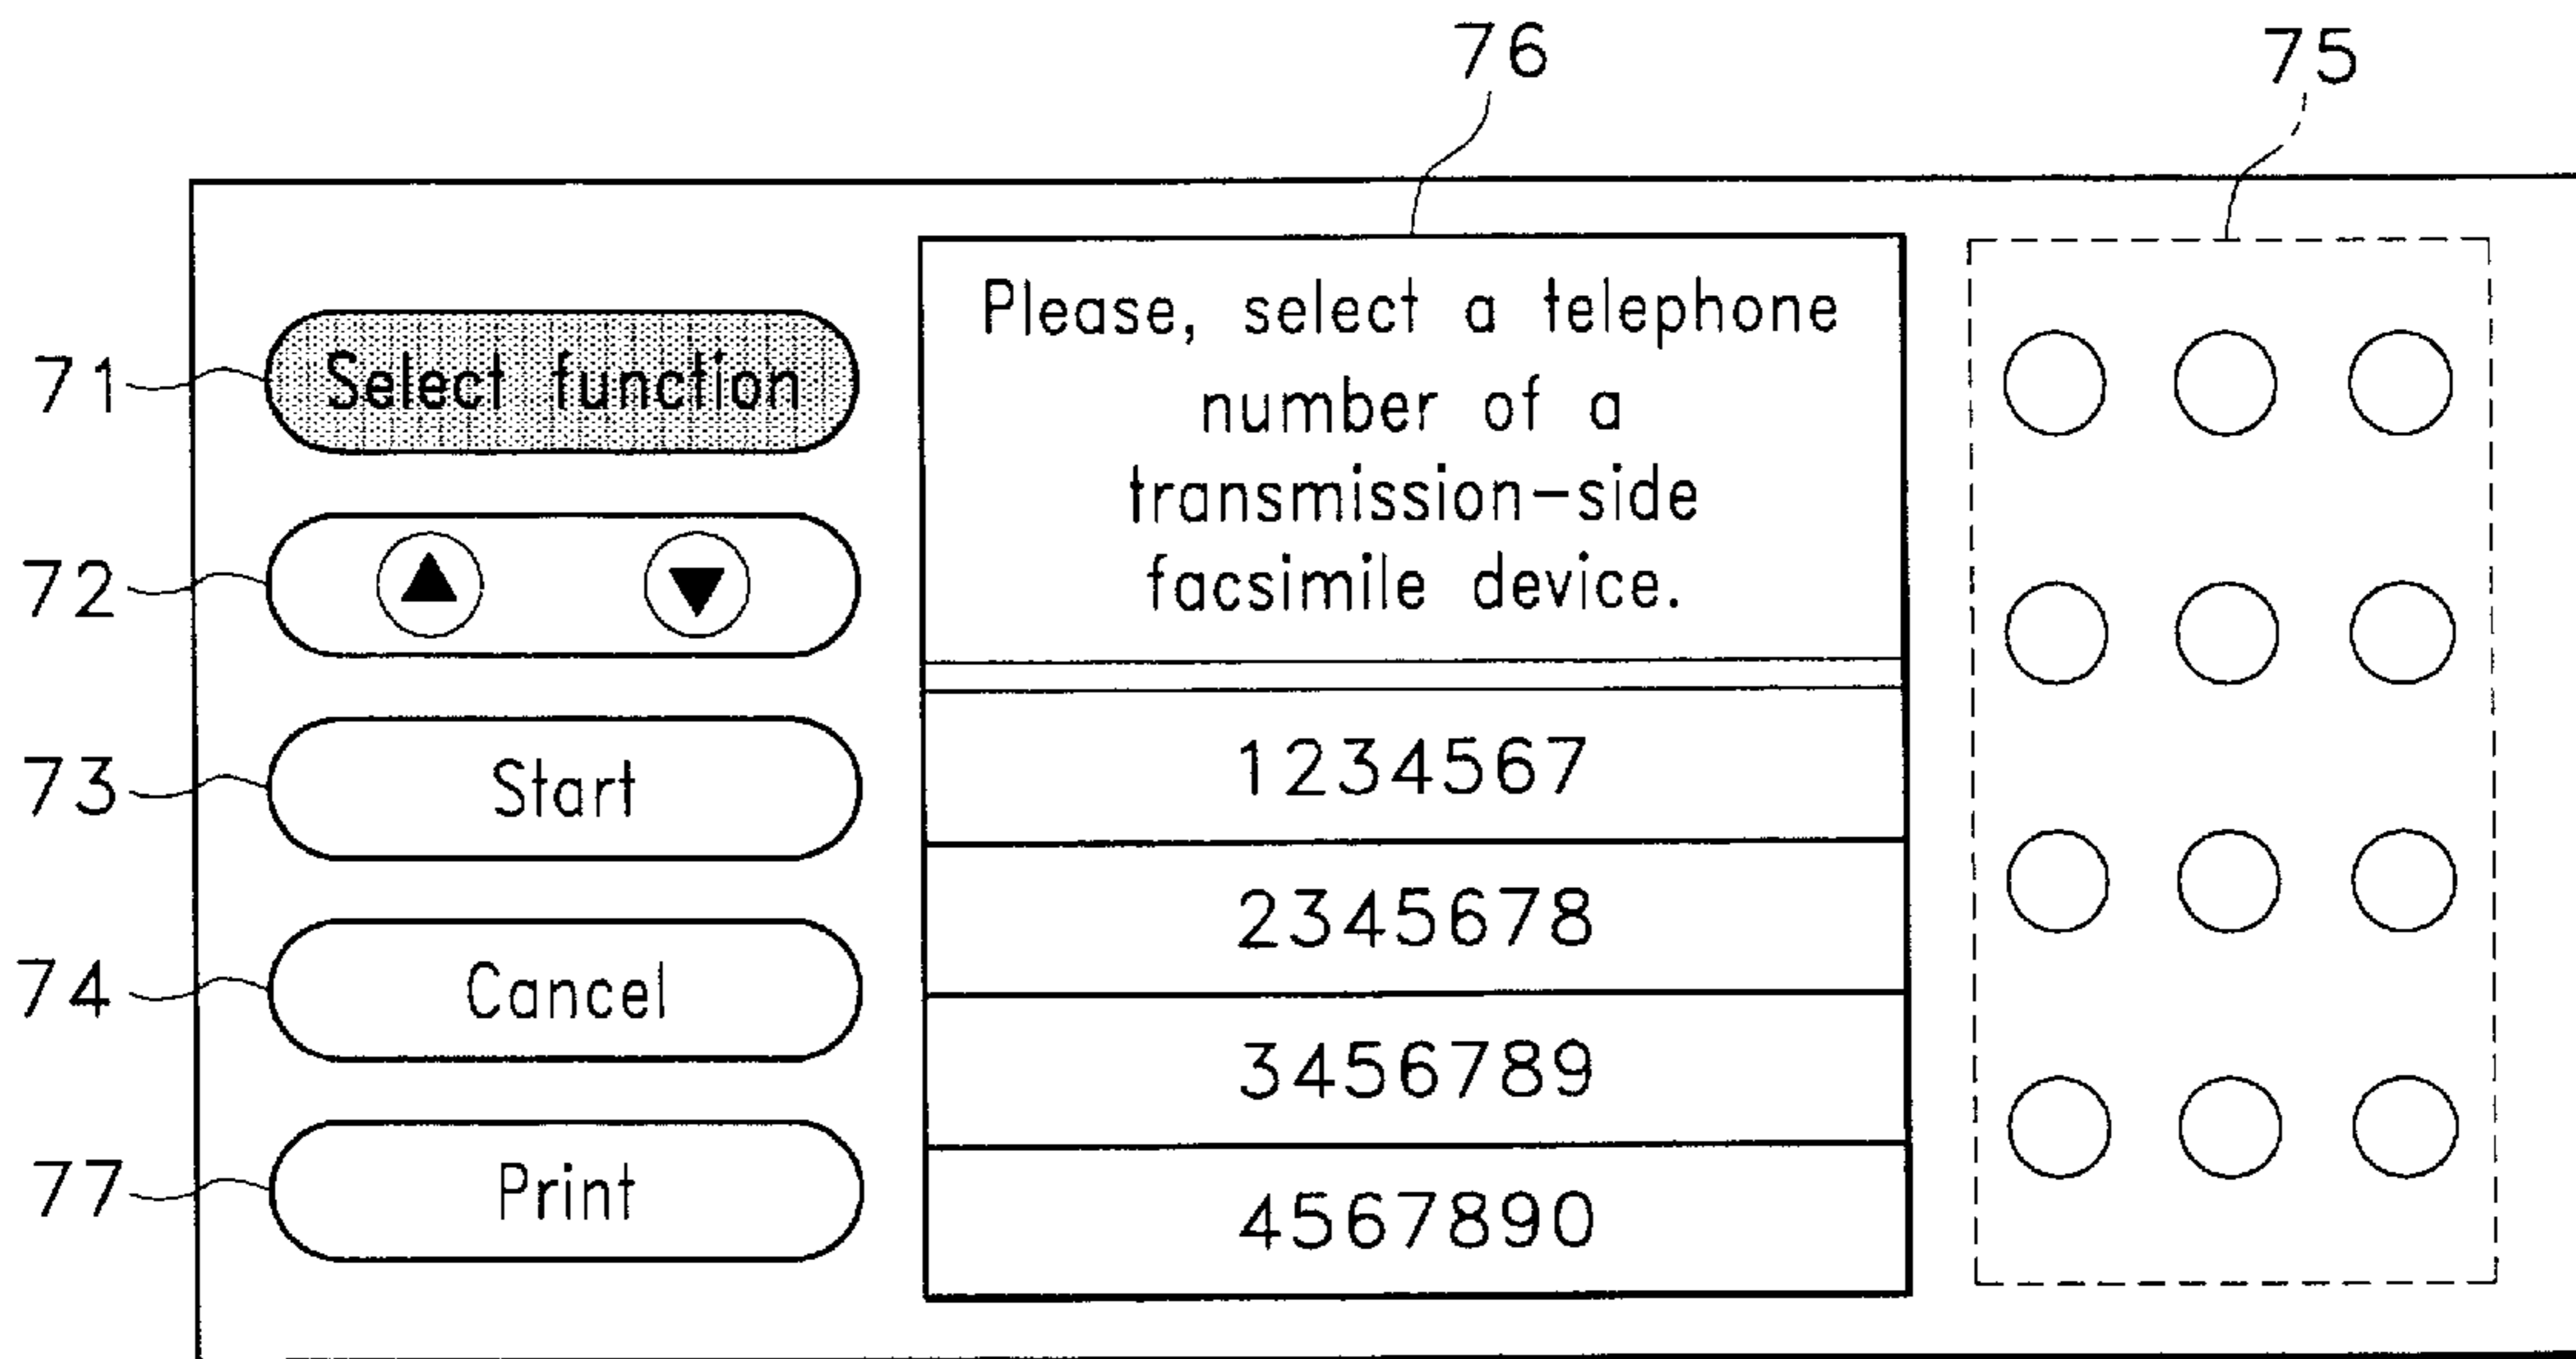 76
75
71
Select function
72
73
Start
74
Cancel
77
Print
Please, select a telephone
number of a
transmission-side
facsimile device.
1234567
2345678
3456789
4567890